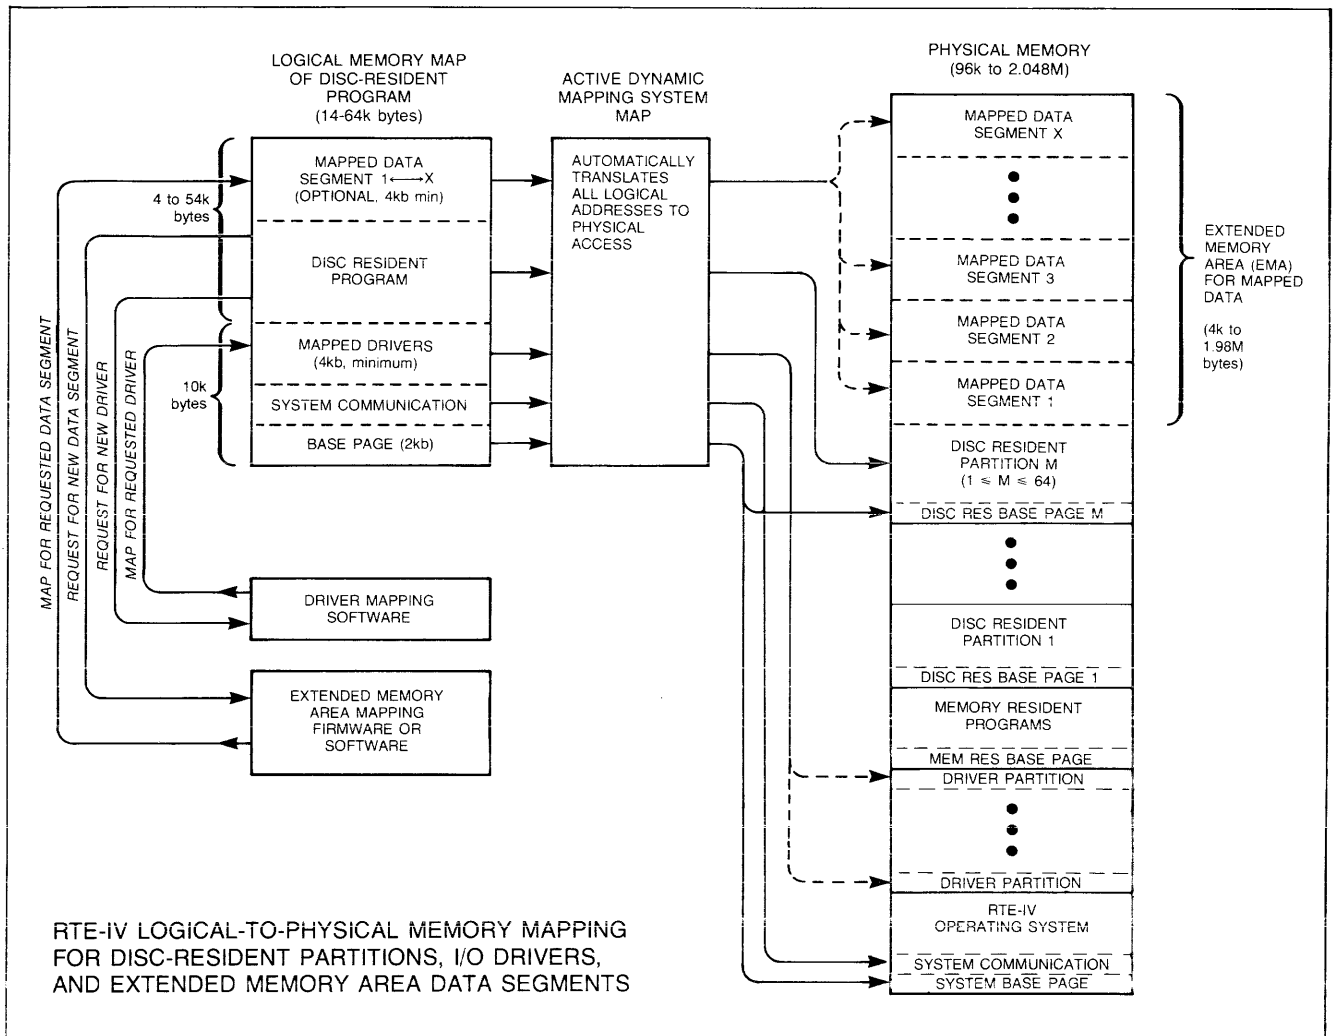 LOGICAL MEMORY MAP
OF DISC-RESIDENT
PROGRAM
(14-64k bytes)
ACTIVE DYNAMIC
MAPPING SYSTEM
MAP
PHYSICAL MEMORY
(96k to 2.048M)
4 to 54k
bytes
10k
bytes
MAPPED DATA
SEGMENT 1⟷X
(OPTIONAL, 4kb min)
DISC RESIDENT
PROGRAM
MAPPED DRIVERS
(4kb, minimum)
SYSTEM COMMUNICATION
BASE PAGE (2kb)
AUTOMATICALLY
TRANSLATES
ALL LOGICAL
ADDRESSES TO
PHYSICAL
ACCESS
MAPPED DATA
SEGMENT X
MAPPED DATA
SEGMENT 3
MAPPED DATA
SEGMENT 2
MAPPED DATA
SEGMENT 1
DISC RESIDENT
PARTITION M
(1 ≤ M ≤ 64)
DISC RES BASE PAGE M
DISC RESIDENT
PARTITION 1
DISC RES BASE PAGE 1
MEMORY RESIDENT
PROGRAMS
MEM RES BASE PAGE
DRIVER PARTITION
DRIVER PARTITION
RTE-IV
OPERATING SYSTEM
SYSTEM COMMUNICATION
SYSTEM BASE PAGE
EXTENDED
MEMORY
AREA (EMA)
FOR MAPPED
DATA
(4k to
1.98M
bytes)
MAP FOR REQUESTED DATA SEGMENT
REQUEST FOR NEW DATA SEGMENT
REQUEST FOR NEW DRIVER
MAP FOR REQUESTED DRIVER
DRIVER MAPPING
SOFTWARE
EXTENDED MEMORY
AREA MAPPING
FIRMWARE OR
SOFTWARE
RTE-IV LOGICAL-TO-PHYSICAL MEMORY MAPPING
FOR DISC-RESIDENT PARTITIONS, I/O DRIVERS,
AND EXTENDED MEMORY AREA DATA SEGMENTS